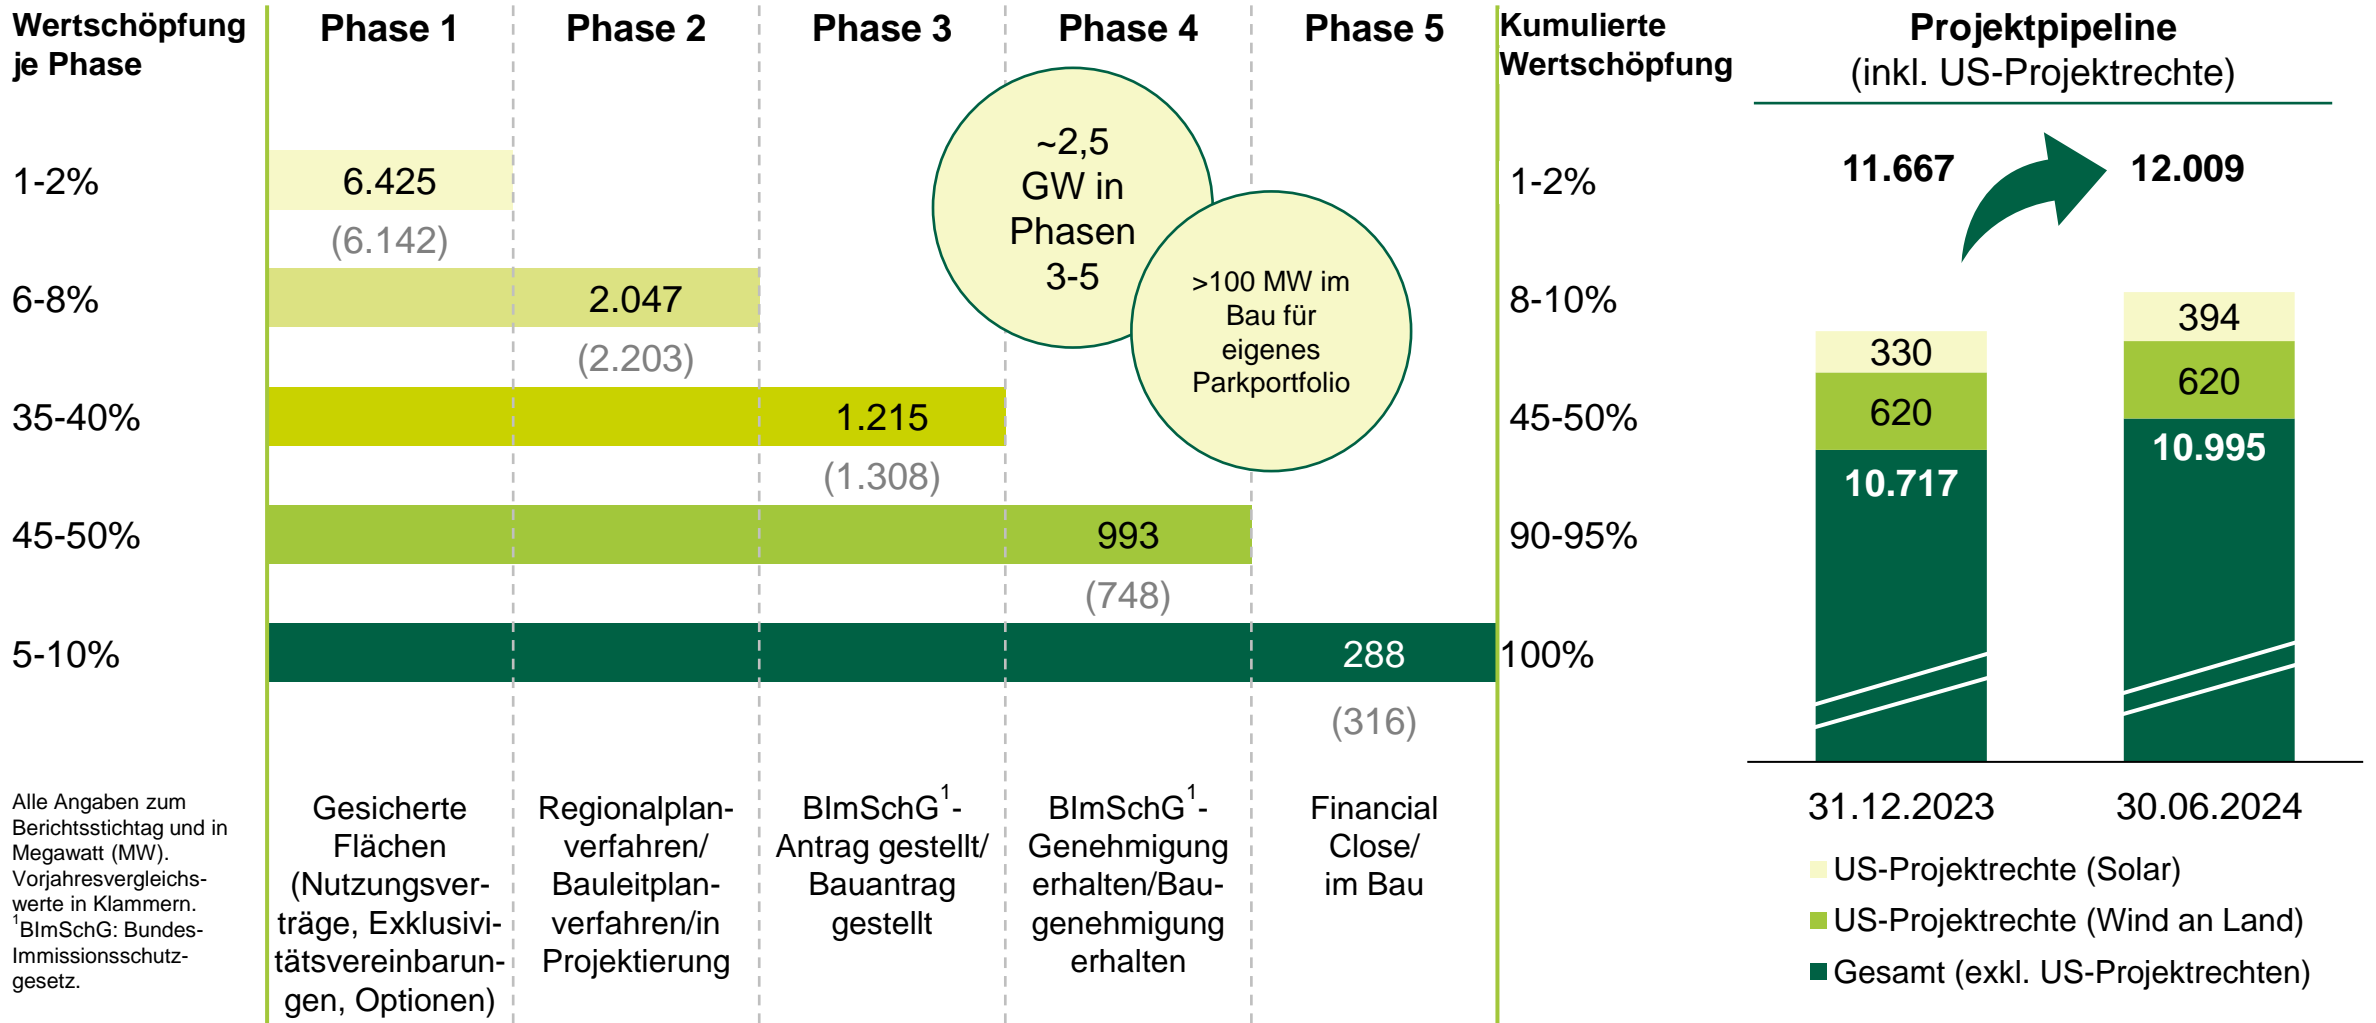 Wertschöpfung
je Phase
Phase 1
Phase 2
Phase 3
Phase 4
Phase 5
Kumulierte
Wertschöpfung
1-2%
6.425
(6.142)
1-2%
6-8%
2.047
(2.203)
8-10%
35-40%
1.215
(1.308)
45-50%
45-50%
993
(748)
90-95%
5-10%
288
(316)
100%
~2,5
GW in
Phasen
3-5
>100 MW im
Bau für
eigenes
Parkportfolio
Alle Angaben zum
Berichtsstichtag und in
Megawatt (MW).
Vorjahresvergleichs-
werte in Klammern.
1BImSchG: Bundes-
Immissionsschutz-
gesetz.
Gesicherte
Flächen
(Nutzungsver-
träge, Exklusivi-
tätsvereinbarun-
gen, Optionen)
Regionalplan-
verfahren/
Bauleitplan-
verfahren/in
Projektierung
BImSchG1-
Antrag gestellt/
Bauantrag
gestellt
BImSchG1-
Genehmigung
erhalten/Bau-
genehmigung
erhalten
Financial
Close/
im Bau
Projektpipeline
(inkl. US-Projektrechte)
11.667
12.009
330
620
10.717
394
620
10.995
31.12.2023
30.06.2024
US-Projektrechte (Solar)
US-Projektrechte (Wind an Land)
Gesamt (exkl. US-Projektrechten)